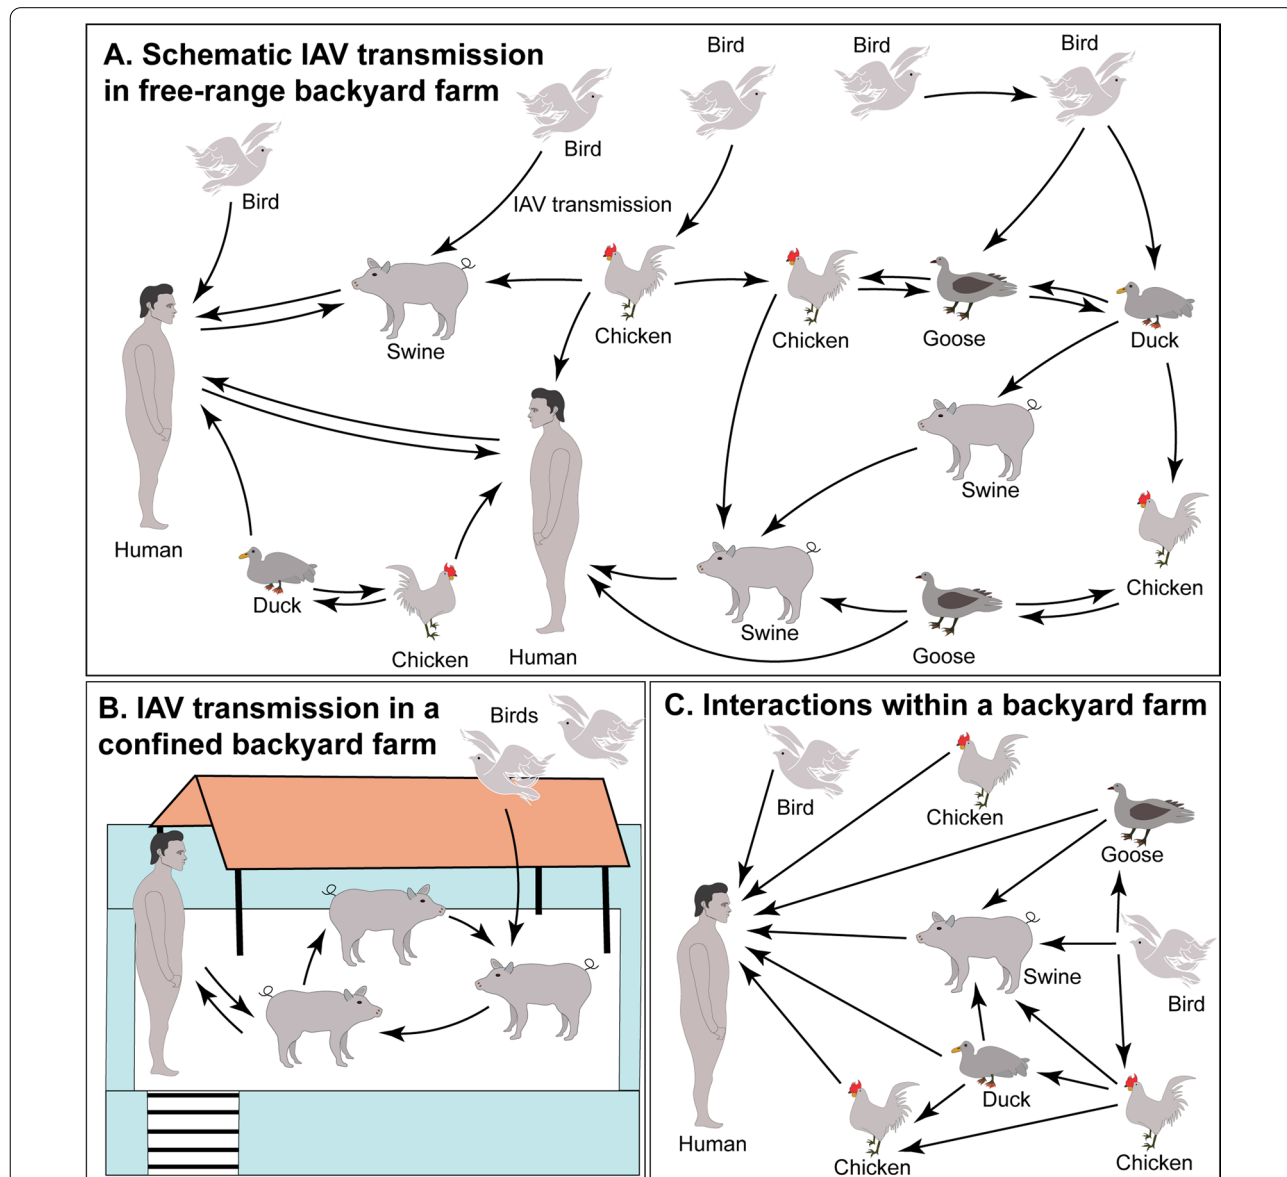 A. Schematic IAV transmission
in free-range backyard farm
Bird
Bird
Bird
Bird
Bird
IAV transmission
Swine
Chicken
Chicken
Goose
Duck
Swine
Human
Duck
Chicken
Human
Swine
Goose
Chicken
B. IAV transmission in a
confined backyard farm
Birds
C. Interactions within a backyard farm
Bird
Chicken
Goose
Swine
Bird
Duck
Human
Chicken
Chicken